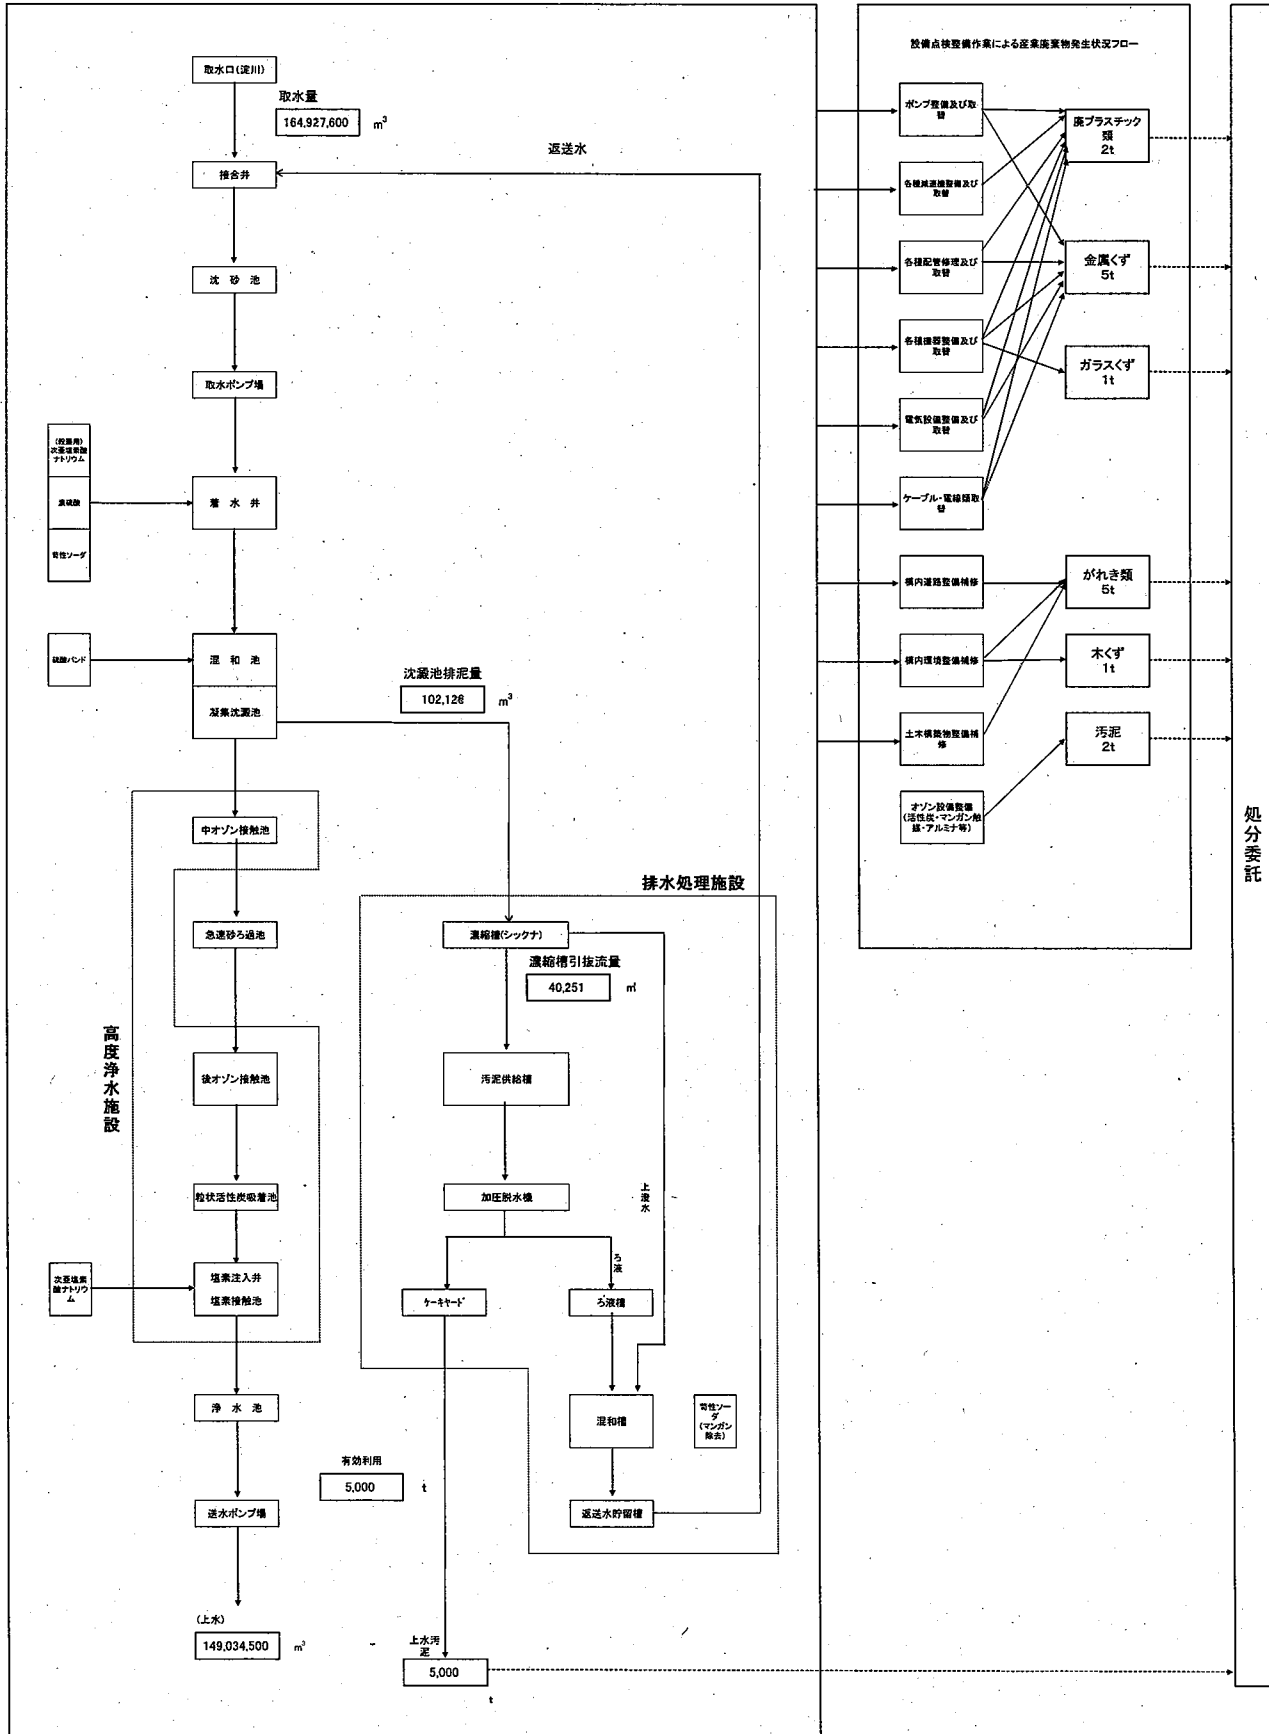 設備点検整備作業による産業廃棄物発生状況フロー
取水口(淀川)
取水量
164,927,600 m³
返送水
接合井
沈 砂 池
取水ポンプ場
次亜塩素酸
ナトリウム
濃硫酸
苛性ソーダ
着 水 井
硫酸バンド
混 和 池
凝集沈澱池
沈澱池排泥量
102,126 m³
高度浄水施設
中オゾン接触池
急速砂ろ過池
後オゾン接触池
粒状活性炭吸着池
次亜塩素
酸ナトリウ
ム
塩素注入井
塩素接触池
浄 水 池
送水ポンプ場
(上水)
149,034,500 m³
排水処理施設
濃縮槽(シックナ)
濃縮槽引抜流量
40,251 ㎥
汚泥供給槽
加圧脱水機
上澄水
ろ液
ケーキヤード
ろ液槽
混和槽
苛性ソー
ダ
(マンガン
除去)
返送水貯留槽
有効利用
5,000 t
上水汚
泥
5,000
t
ポンプ整備及び取
替
各種減速機整備及び
取替
各種配管修理及び
取替
各種機器整備及び
取替
電気設備整備及び
取替
ケーブル・電線類取
替
構内道路整備補修
構内環境整備補修
土木構築物整備補
修
オゾン設備整備
(活性炭・マンガン触
媒・アルミナ等)
廃プラスチック
類
2t
金属くず
5t
ガラスくず
1t
がれき類
5t
木くず
1t
汚泥
2t
処分委託